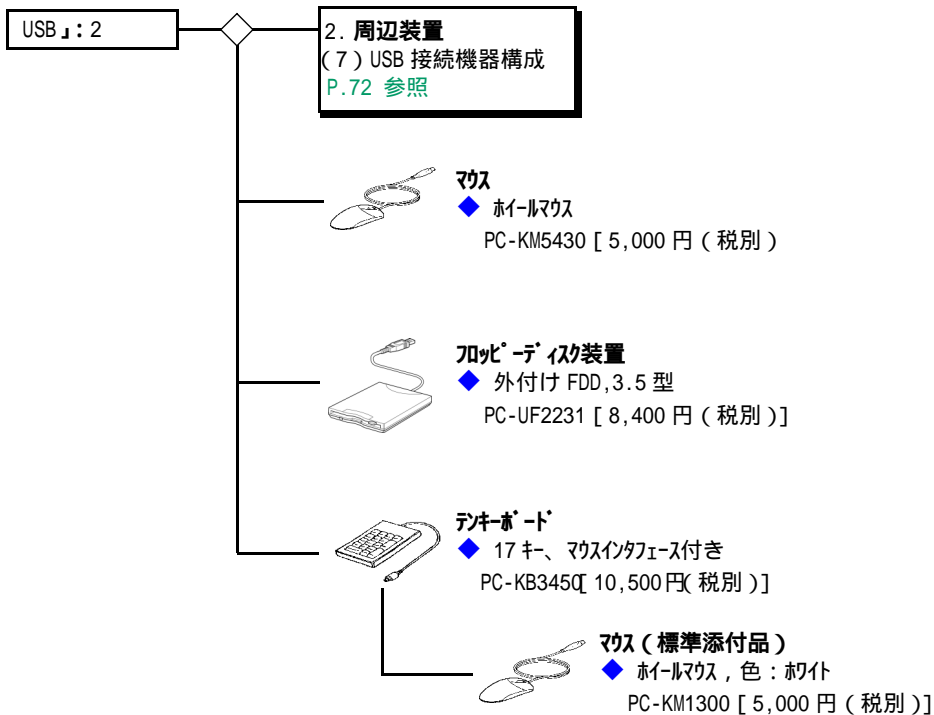 USB 』: 2
2. 周辺装置
(7) USB 接続機器構成
P.72 参照
ﾏｳｽ
◆ ﾎｲｰﾙﾏｳｽ
PC-KM5430 [ 5,000 円 ( 税別 )
ﾌﾛｯﾋﾟｰﾃﾞｨｽｸ装置
◆ 外付け FDD,3.5 型
PC-UF2231 [ 8,400 円 ( 税別 )]
ﾃﾝｷｰﾎﾞｰﾄﾞ
◆ 17 ｷｰ、ﾏｳｽｲﾝﾀﾌｪｰｽ付き
PC-KB3450[ 10,500円( 税別 )]
ﾏｳｽ ( 標準添付品 )
◆ ﾎｲｰﾙﾏｳｽ , 色 : ﾎﾜｲﾄ
PC-KM1300 [ 5,000 円 ( 税別 )]